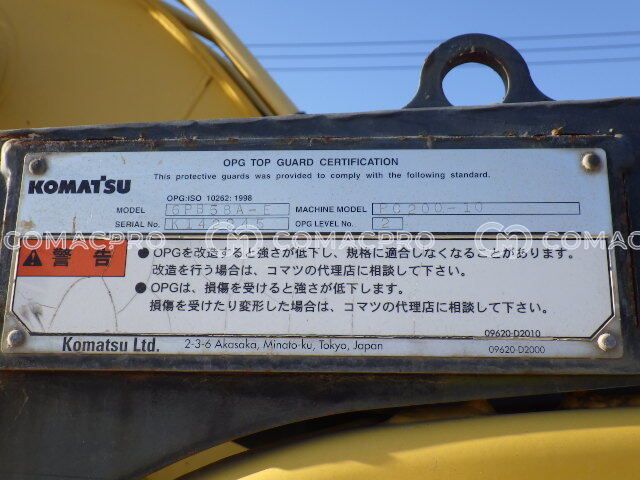 OPG TOP GUARD CERTIFICATION
This protective guards was provided to comply with the following standard.
KOMATSU
OPG:ISO 10262: 1998
MODEL MACHINE MODEL PC200-10
SERIAL No. OPG LEVEL No. 2
COMACPRO COMACPRO COMACPRO
警告
●OPGを改造すると強さが低下し、規格に適合しなくなることがあります。
改造を行う場合は、コマツの代理店に相談して下さい。
●OPGは、損傷を受けると強さが低下します。
損傷を受けたり変形した場合は、コマツの代理店に相談して下さい。
09620-D2010
Komatsu Ltd. 2-3-6 Akasaka, Minato-ku, Tokyo, Japan 09620-D2000